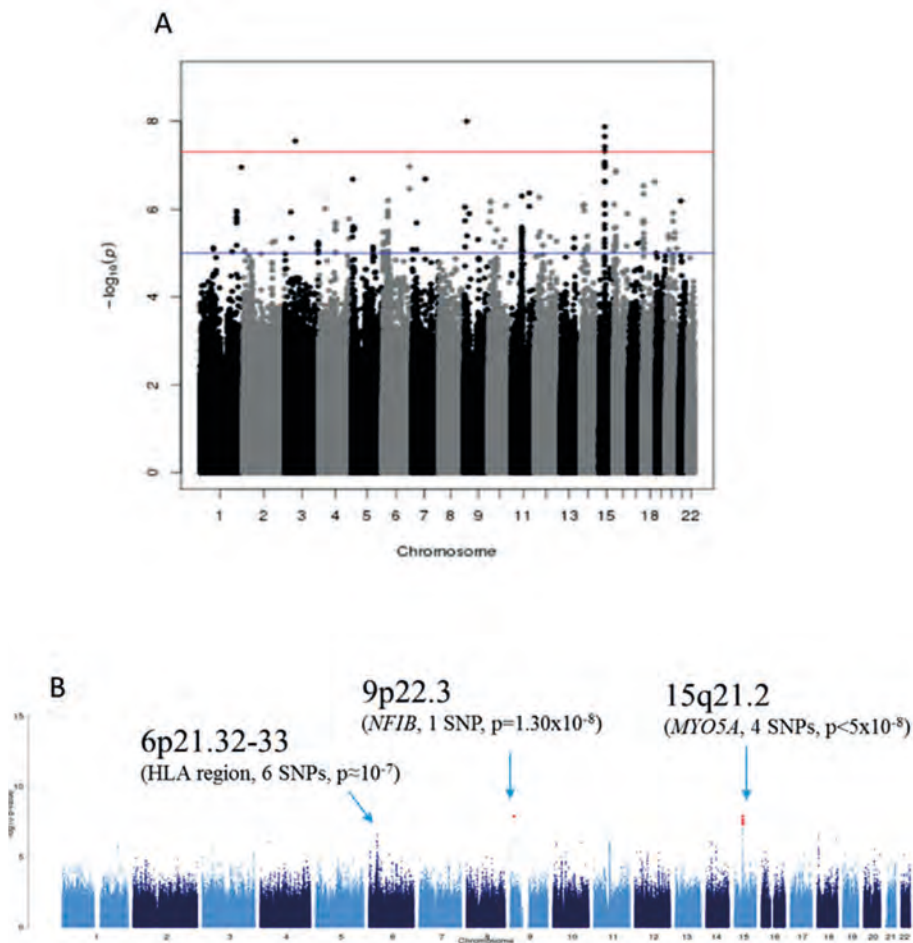 A
8
6
4
2
0
−log10(p)
1 2 3 4 5 6 7 8 9 11 13 15 18 22
Chromosome
B
9p22.3
(NFIB, 1 SNP, p=1.30x10-8)
15q21.2
(MYO5A, 4 SNPs, p<5x10-8)
6p21.32-33
(HLA region, 6 SNPs, p≈10-7)
15
10
5
0
1 2 3 4 5 6 7 8 9 10 11 12 13 14 15 16 17 18 19 20 21 22
Chromosome